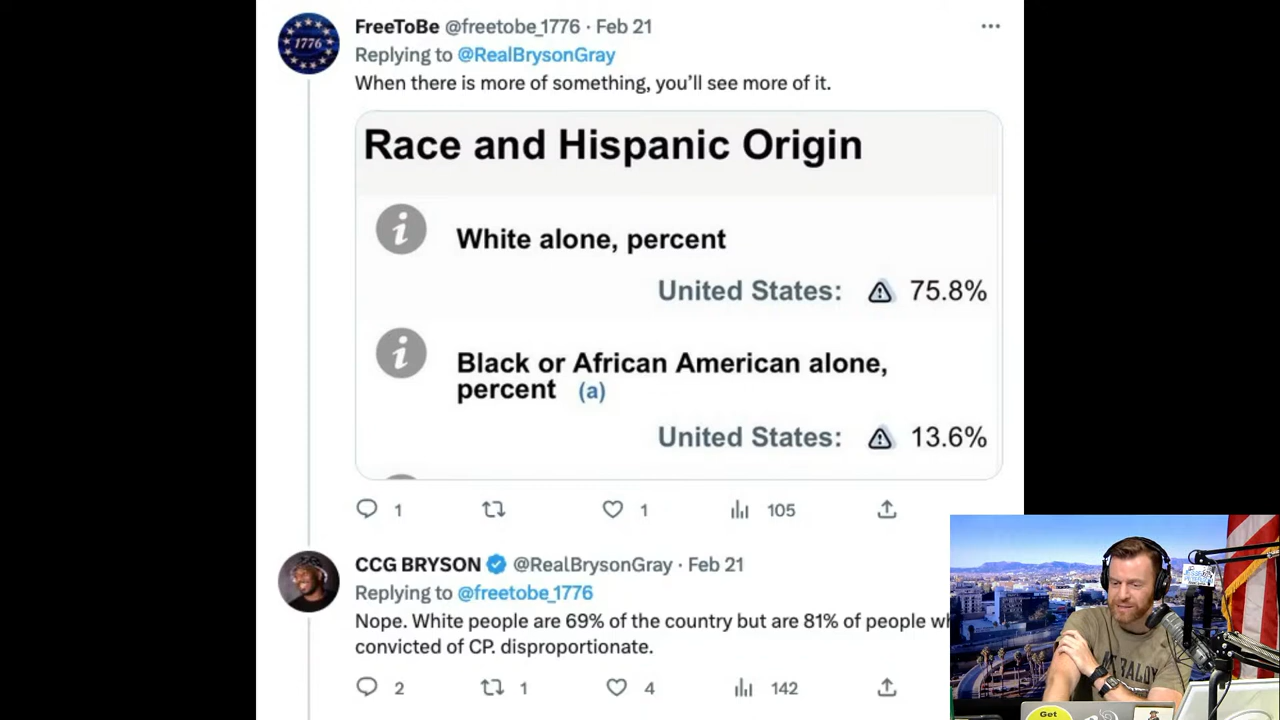 FreeToBe @freetobe_1776 · Feb 21
Replying to @RealBrysonGray
When there is more of something, you’ll see more of it.
1776
Race and Hispanic Origin
White alone, percent
United States: 75.8%
Black or African American alone,
percent (a)
United States: 13.6%
1 1 105
CCG BRYSON @RealBrysonGray · Feb 21
Replying to @freetobe_1776
Nope. White people are 69% of the country but are 81% of people
convicted of CP. disproportionate.
2 1 4 142
Get